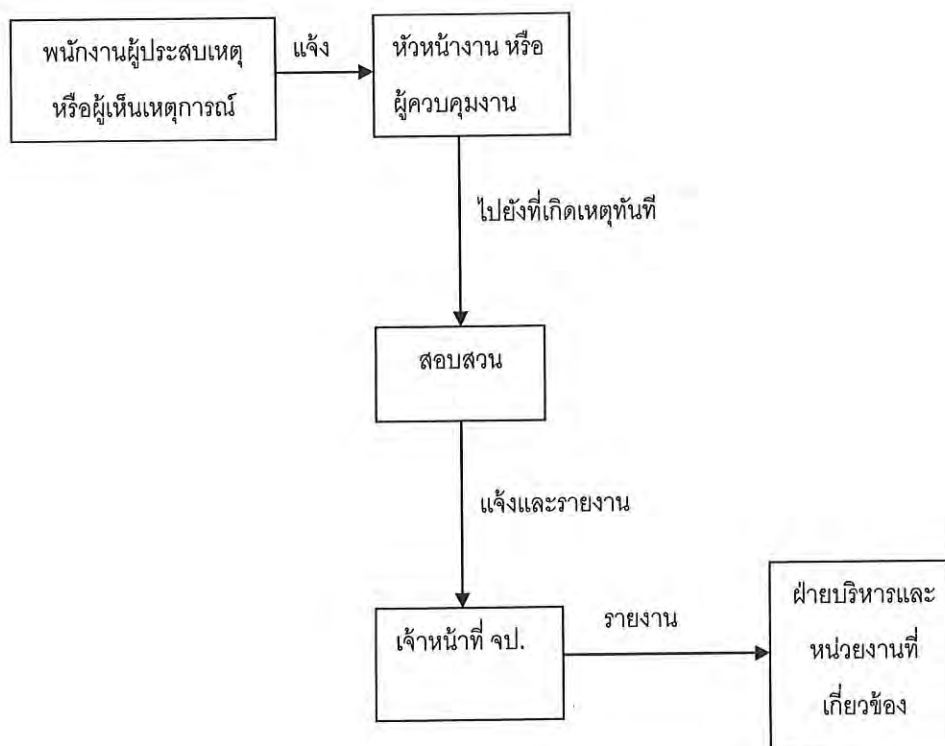 พนักงานผู้ประสบเหตุ
หรือผู้เห็นเหตุการณ์
แจ้ง
หัวหน้างาน หรือ
ผู้ควบคุมงาน
ไปยังที่เกิดเหตุทันที
สอบสวน
แจ้งและรายงาน
เจ้าหน้าที่ จป.
รายงาน
ฝ่ายบริหารและ
หน่วยงานที่
เกี่ยวข้อง